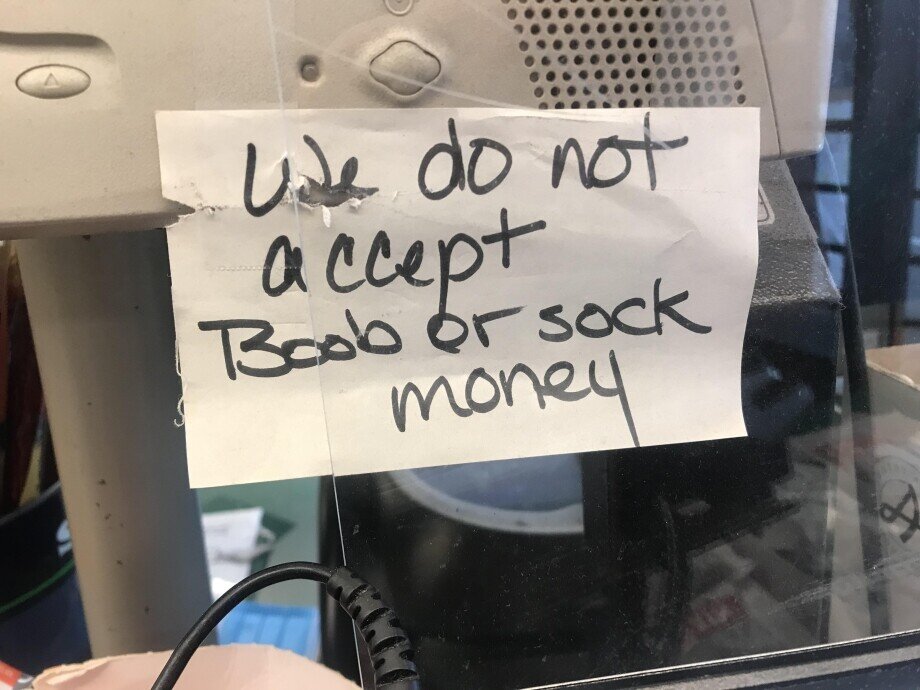 We do not
accept
Boob or sock
money